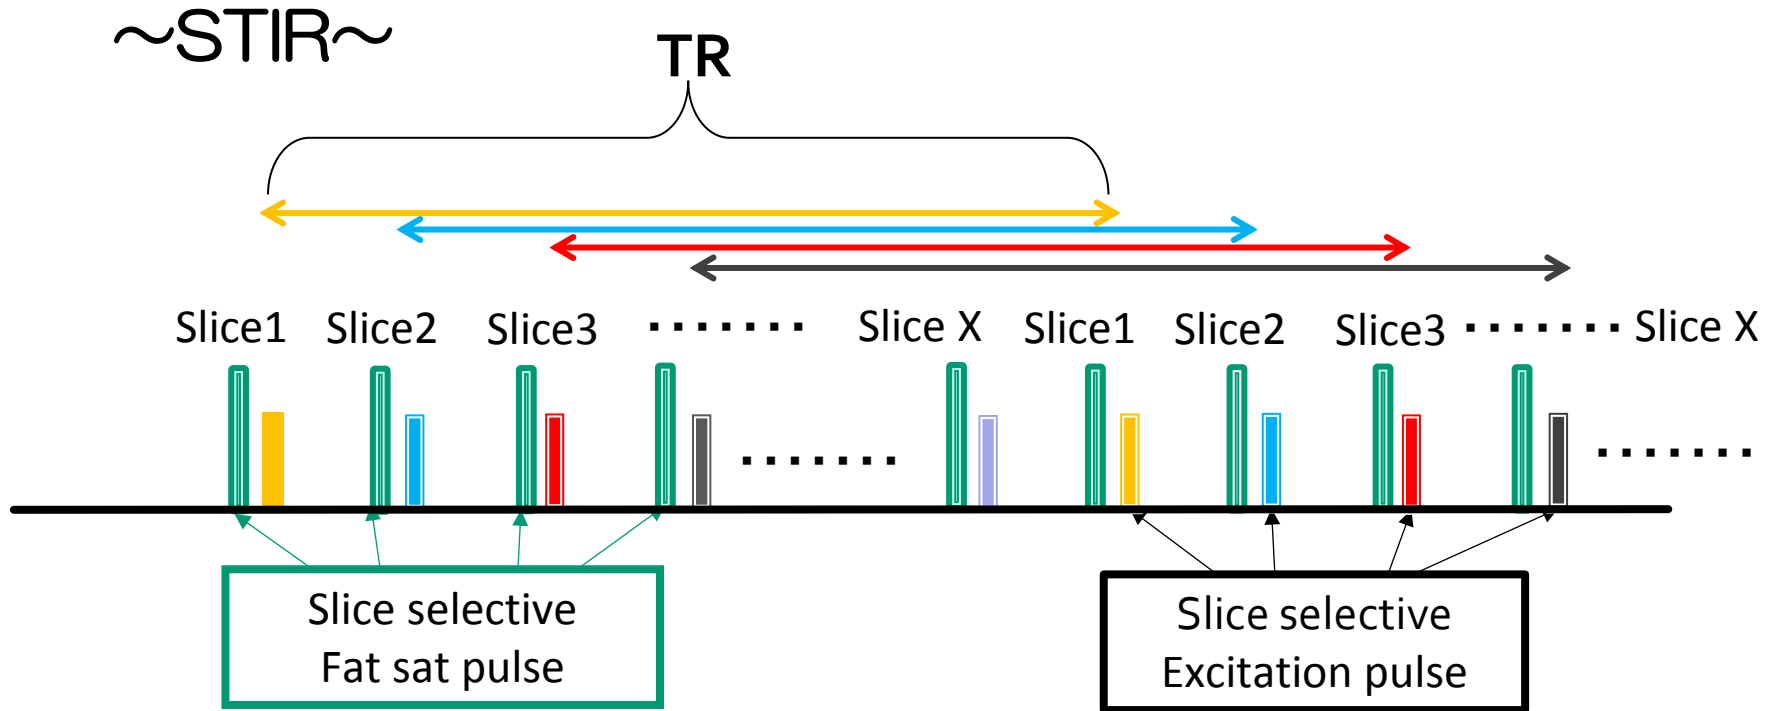 ~STIR~
TR
Slice1 Slice2 Slice3 ······· Slice X Slice1 Slice2 Slice3 ······· Slice X
······· ·······
Slice selective
Fat sat pulse
Slice selective
Excitation pulse